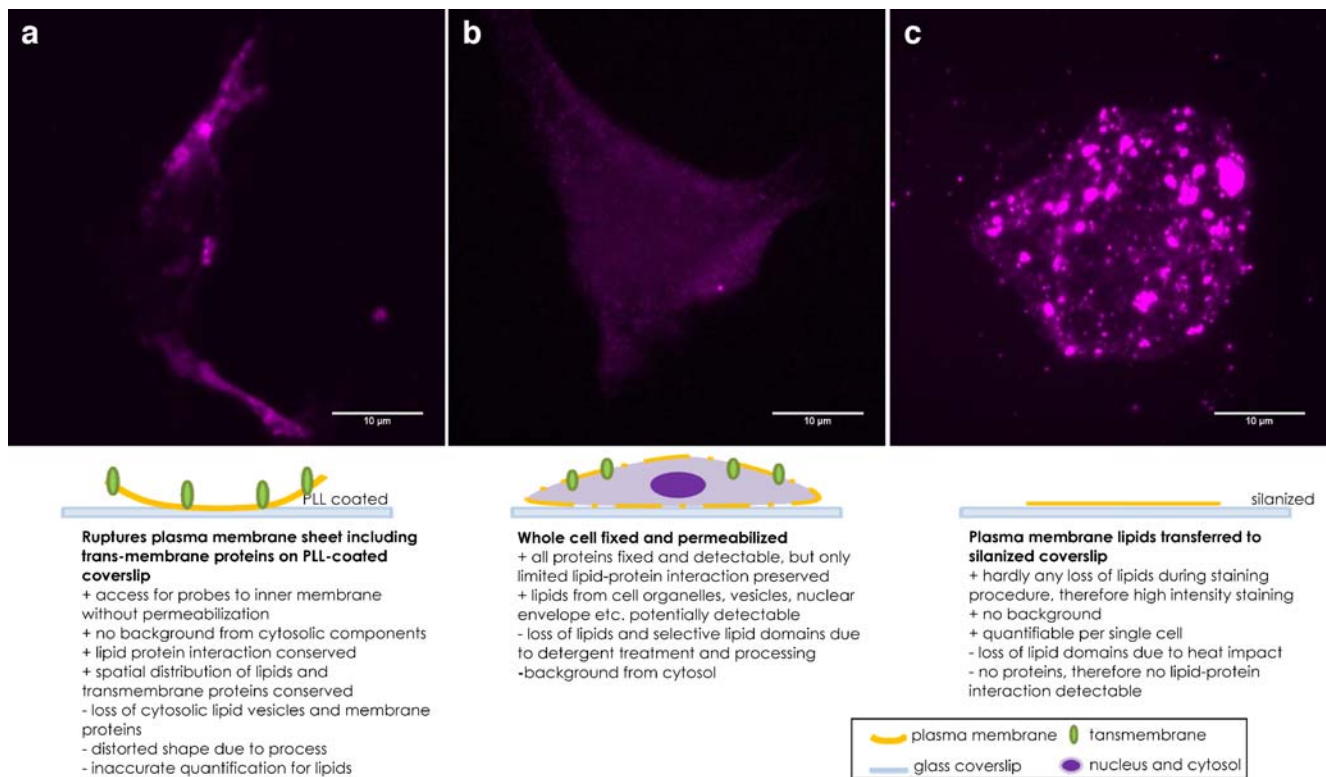 a
b
c
10 µm
10 µm
10 µm
PLL coated
Ruptures plasma membrane sheet including
trans-membrane proteins on PLL-coated
coverslip
+ access for probes to inner membrane
without permeabilization
+ no background from cytosolic components
+ lipid protein interaction conserved
+ spatial distribution of lipids and
transmembrane proteins conserved
- loss of cytosolic lipid vesicles and membrane
proteins
- distorted shape due to process
- inaccurate quantification for lipids
Whole cell fixed and permeabilized
+ all proteins fixed and detectable, but only
limited lipid-protein interaction preserved
+ lipids from cell organelles, vesicles, nuclear
envelope etc. potentially detectable
- loss of lipids and selective lipid domains due
to detergent treatment and processing
-background from cytosol
silanized
Plasma membrane lipids transferred to
silanized coverslip
+ hardly any loss of lipids during staining
procedure, therefore high intensity staining
+ no background
+ quantifiable per single cell
- loss of lipid domains due to heat impact
- no proteins, therefore no lipid-protein
interaction detectable
plasma membrane
tansmembrane
glass coverslip
nucleus and cytosol